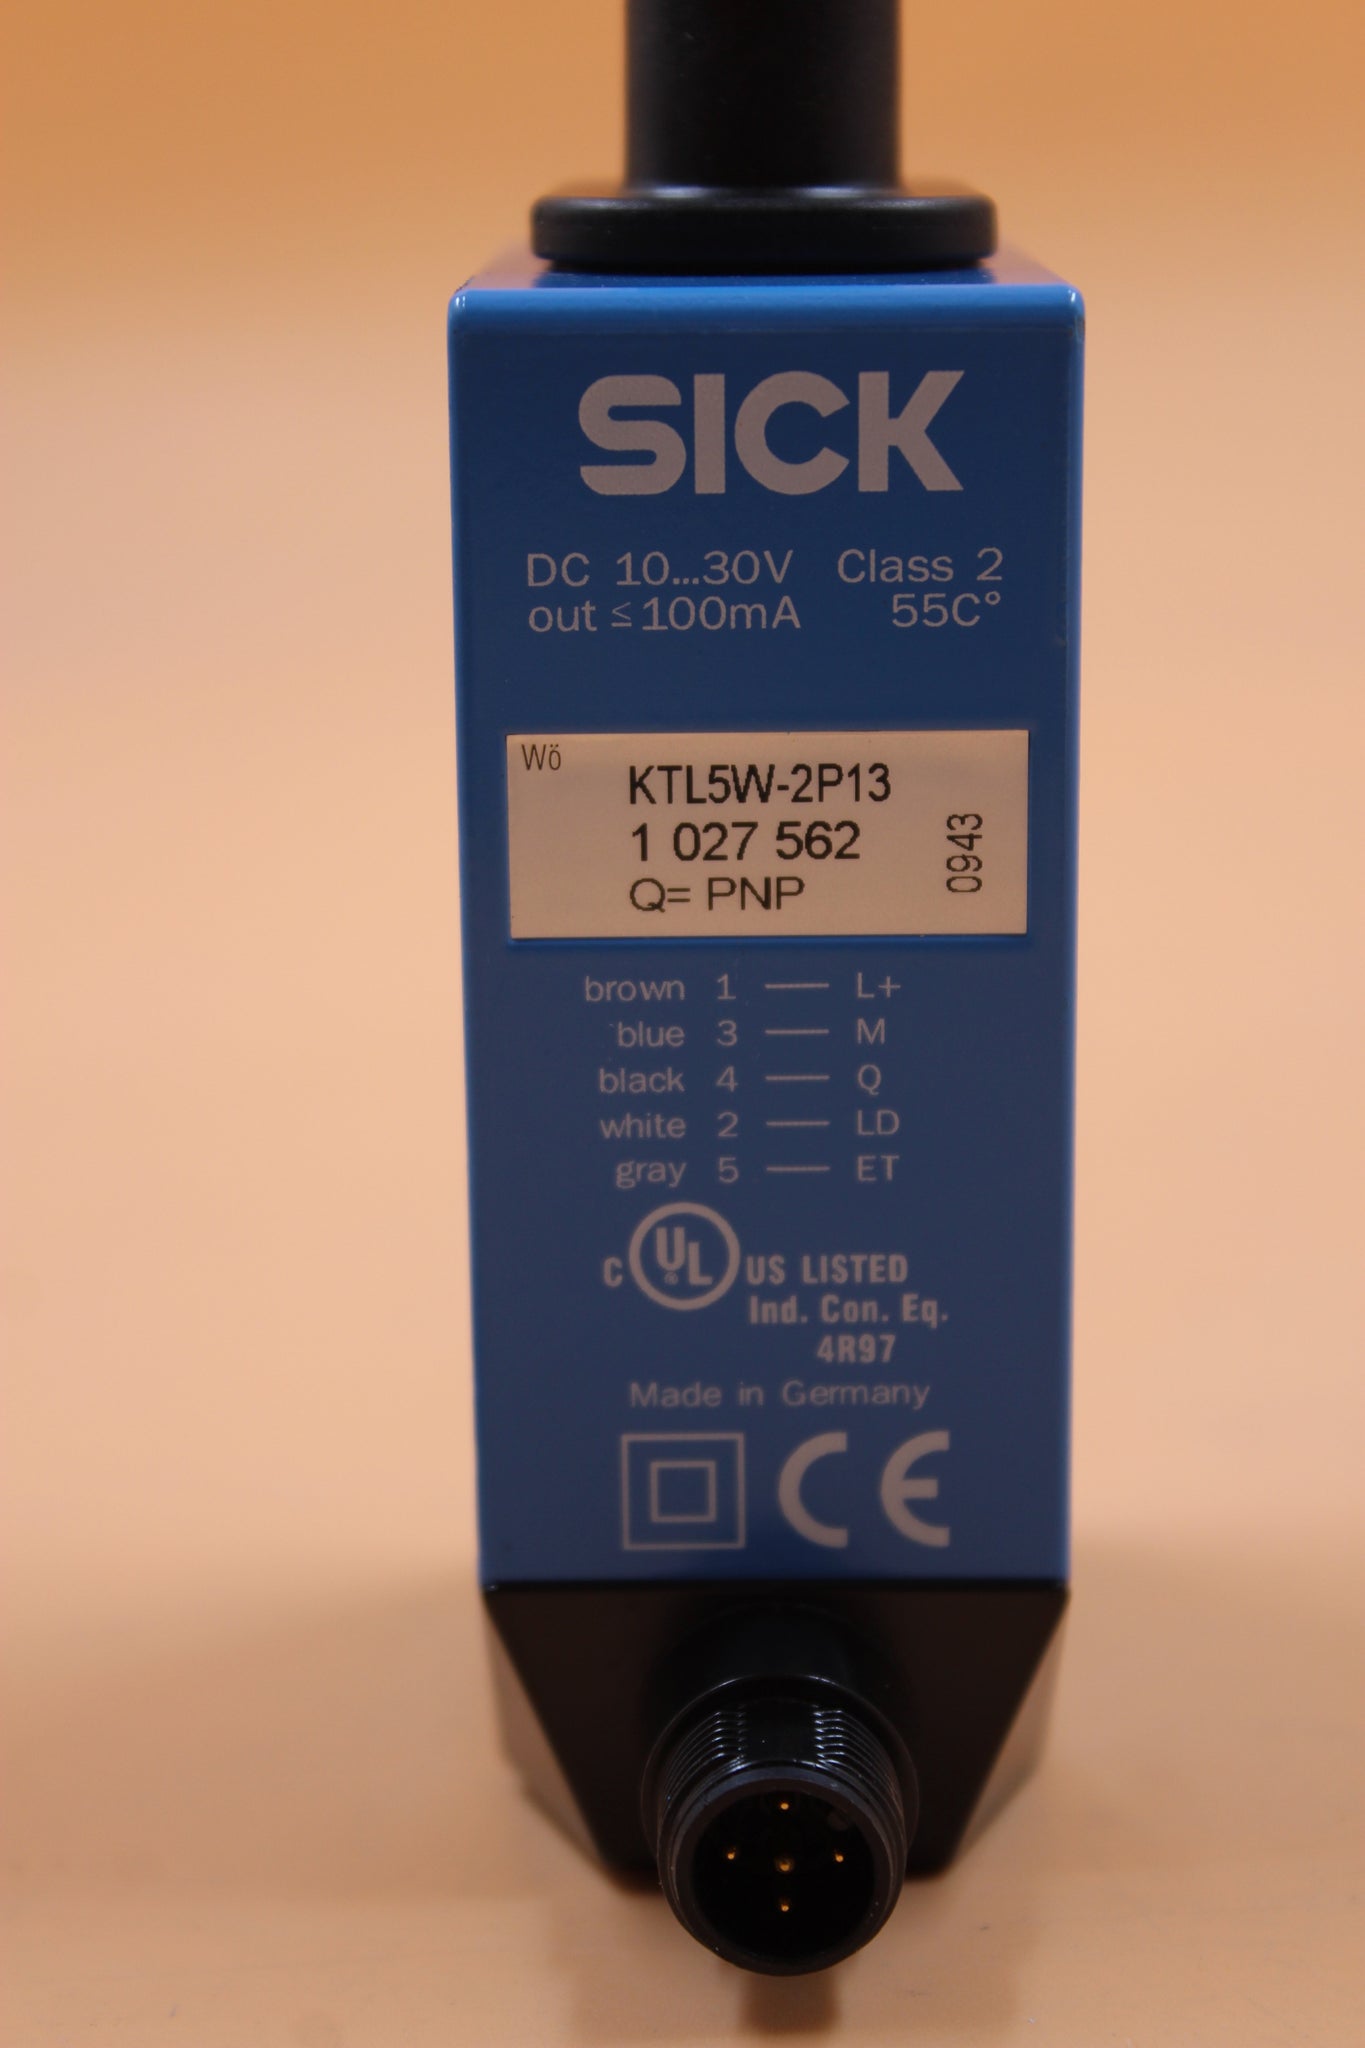 SICK
DC 10...30V Class 2
out ≤100mA 55C°
Wö
KTL5W-2P13
1 027 562
Q= PNP
0943
brown 1 — L+
blue 3 — M
black 4 — Q
white 2 — LD
gray 5 — ET
C UL® US LISTED
Ind. Con. Eq.
4R97
Made in Germany
CE